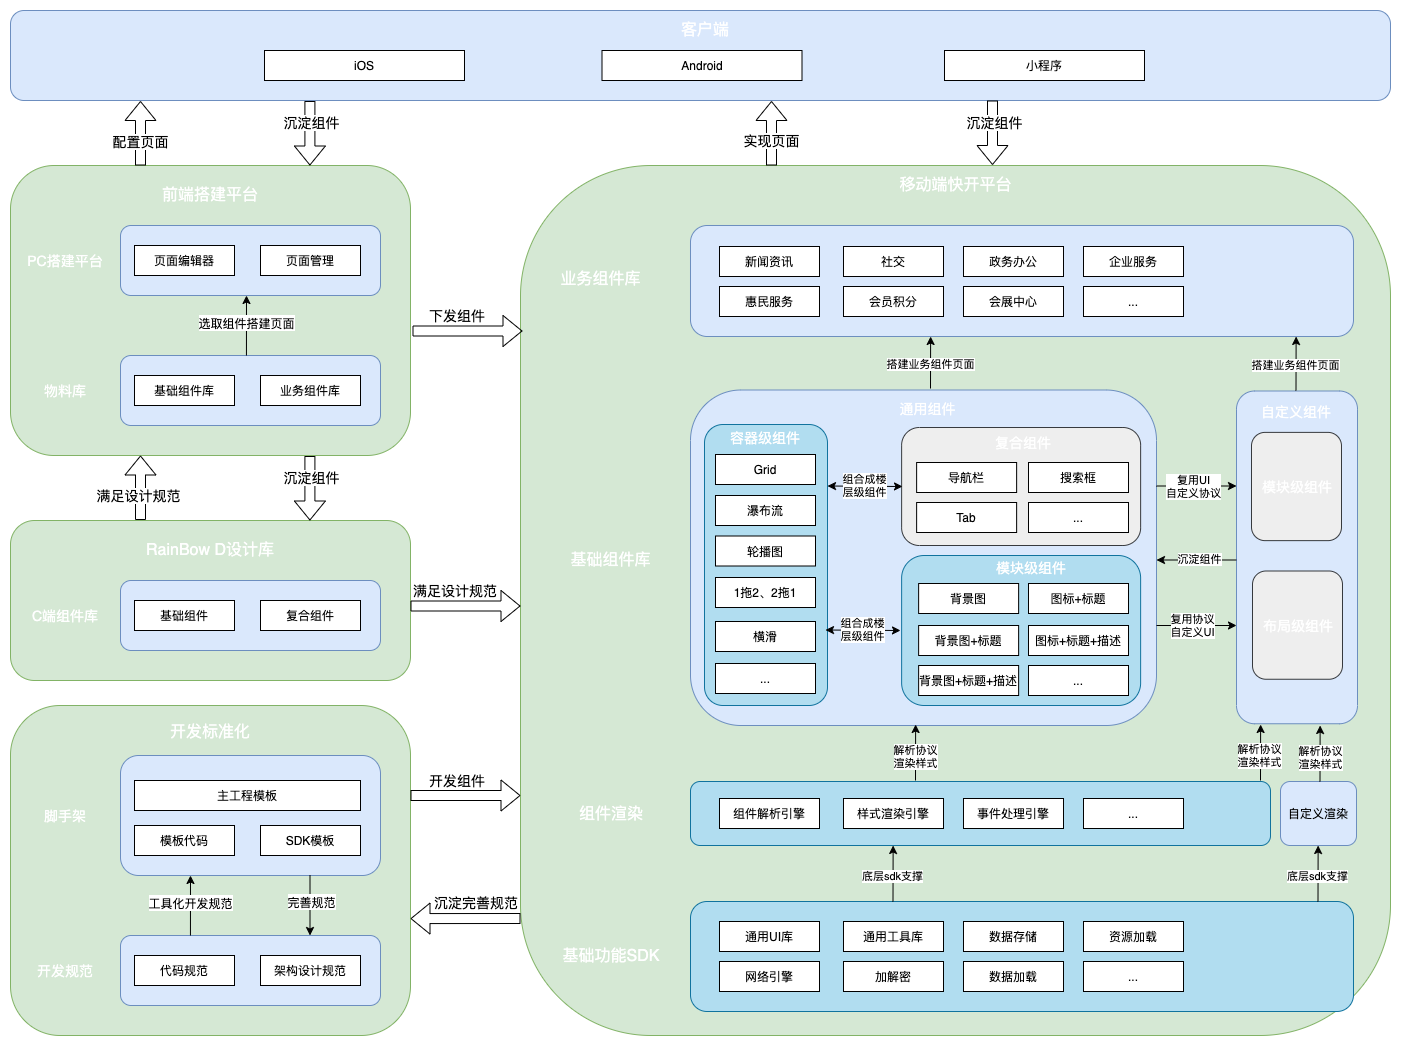 客户端
iOS
Android
小程序
配置页面
沉淀组件
实现页面
沉淀组件
前端搭建平台
PC搭建平台
页面编辑器
页面管理
选取组件搭建页面
物料库
基础组件库
业务组件库
下发组件
满足设计规范
沉淀组件
RainBow D设计库
C端组件库
基础组件
复合组件
满足设计规范
开发标准化
脚手架
主工程模板
模板代码
SDK模板
工具化开发规范
完善规范
开发规范
代码规范
架构设计规范
开发组件
沉淀完善规范
移动端快开平台
业务组件库
新闻资讯
社交
政务办公
企业服务
惠民服务
会员积分
会展中心
...
搭建业务组件页面
搭建业务组件页面
基础组件库
通用组件
容器级组件
Grid
瀑布流
轮播图
1拖2、2拖1
横滑
...
组合成楼
层级组件
组合成楼
层级组件
复合组件
导航栏
搜索框
Tab
...
模块级组件
背景图
图标+标题
背景图+标题
图标+标题+描述
背景图+标题+描述
...
复用UI
自定义协议
沉淀组件
复用协议
自定义UI
自定义组件
模块级组件
布局级组件
解析协议
渲染样式
解析协议
渲染样式
解析协议
渲染样式
组件渲染
组件解析引擎
样式渲染引擎
事件处理引擎
...
自定义渲染
底层sdk支撑
底层sdk支撑
基础功能SDK
通用UI库
通用工具库
数据存储
资源加载
网络引擎
加解密
数据加载
...